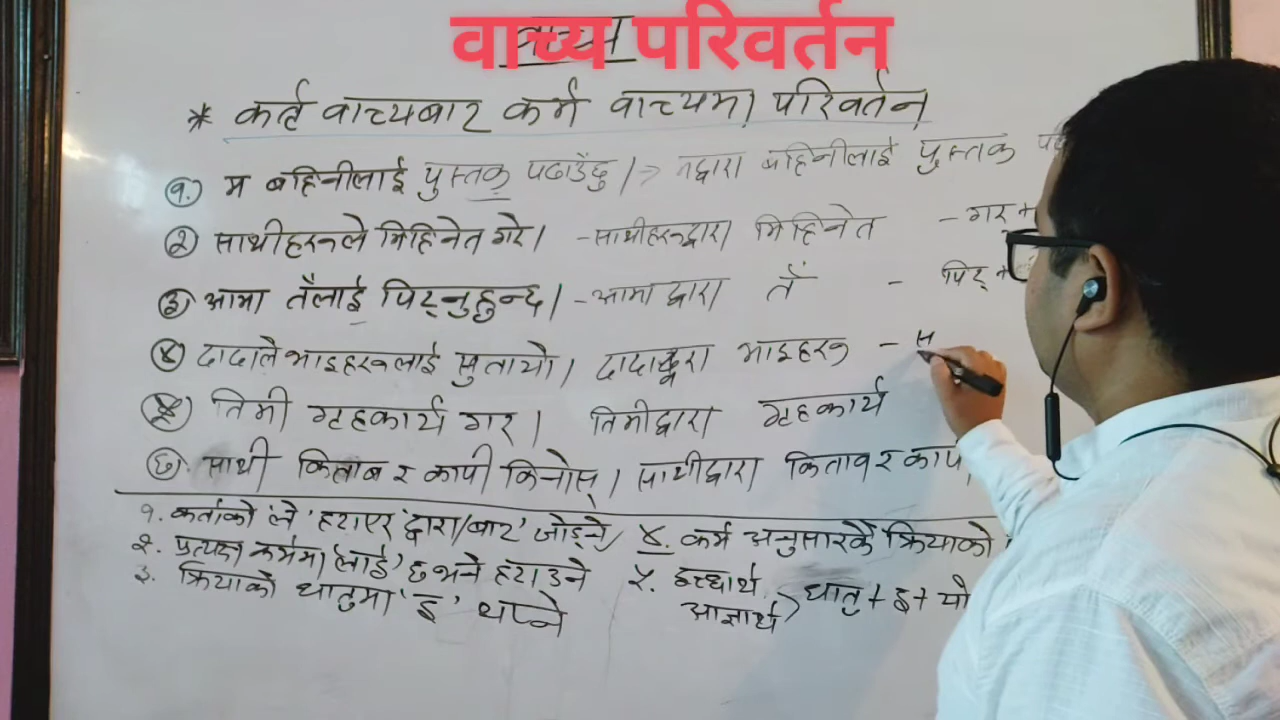 वाच्य परिवर्तन
वाच्य
* कर्तृ वाच्यबाट कर्म वाच्यमा परिवर्तन
१. म बहिनीलाई पुस्तक पढाउँछु। → मद्वारा बहिनीलाई पुस्तक
२ साथीहरूले मिहिनेत गरे। - साथीहरूद्वारा मिहिनेत - गर् +
३ आमा तँलाई पिट्नुहुन्छ। - आमाद्वारा तँ - पिट् +
४ दादाले भाइहरूलाई सुतायो। दादाद्वारा भाइहरू -
५ तिमी गृहकार्य गर। तिमीद्वारा गृहकार्य
६. साथी किताब र कापी किनोस्। साथीद्वारा किताब र
१. कर्ताको 'ले' हटाएर 'द्वारा/बाट' जोड्ने
२. प्रत्यक्ष कर्ममा 'लाई' छ भने हटाउने
३. क्रियाको धातुमा 'इ' थप्ने
४. कर्म अनुसारकै क्रियाको
५. इच्छार्थ आज्ञार्थ > धातु + इ + यो